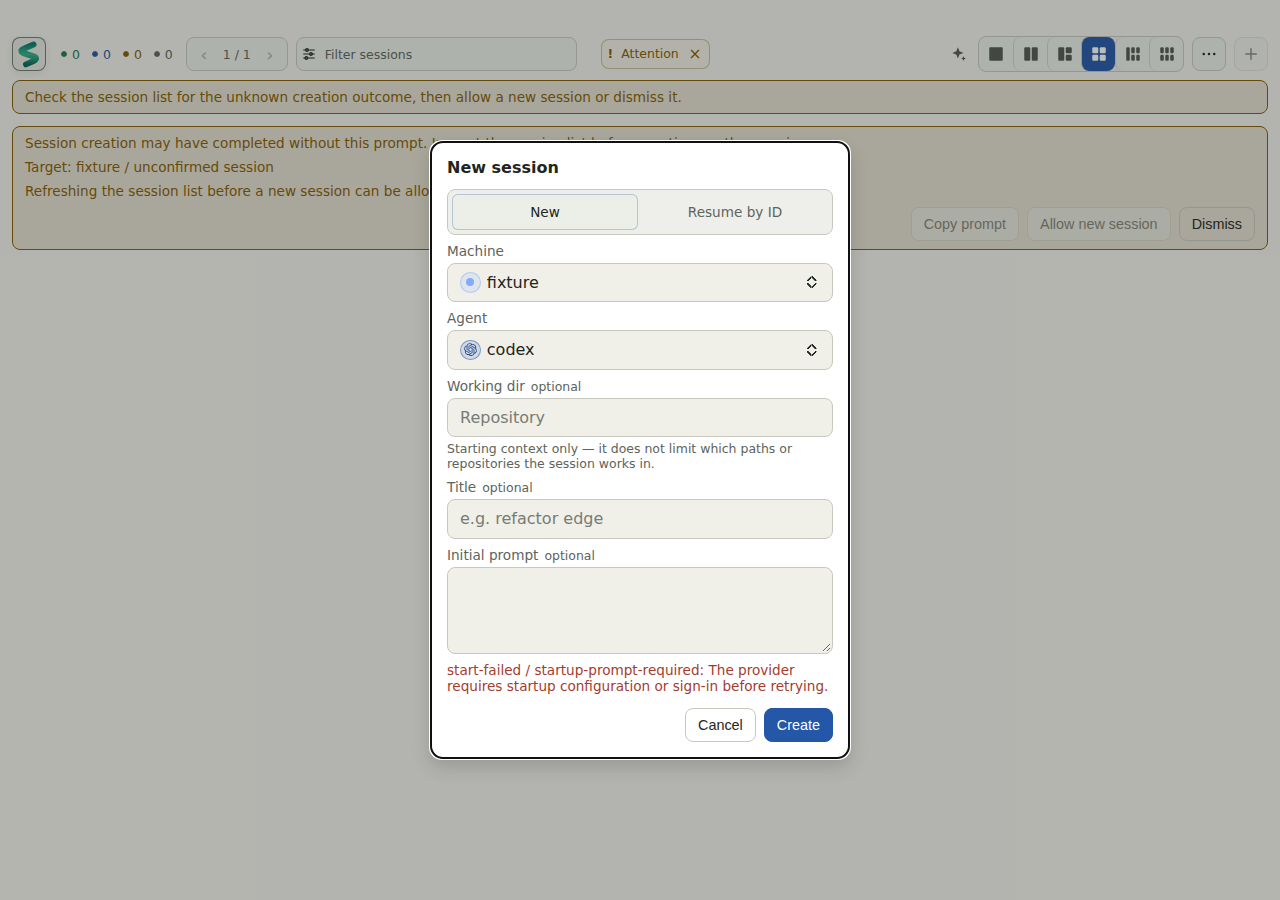 0 0 0 0 1 / 1 Filter sessions ! Attention
Check the session list for the unknown creation outcome, then allow a new session or dismiss it.
Session creation may have completed without this prompt.
Target: fixture / unconfirmed session
Refreshing the session list before a new session can be allo
Copy prompt Allow new session Dismiss
New session
New Resume by ID
Machine
fixture
Agent
codex
Working dir optional
Repository
Starting context only — it does not limit which paths or
repositories the session works in.
Title optional
e.g. refactor edge
Initial prompt optional
start-failed / startup-prompt-required: The provider
requires startup configuration or sign-in before retrying.
Cancel Create